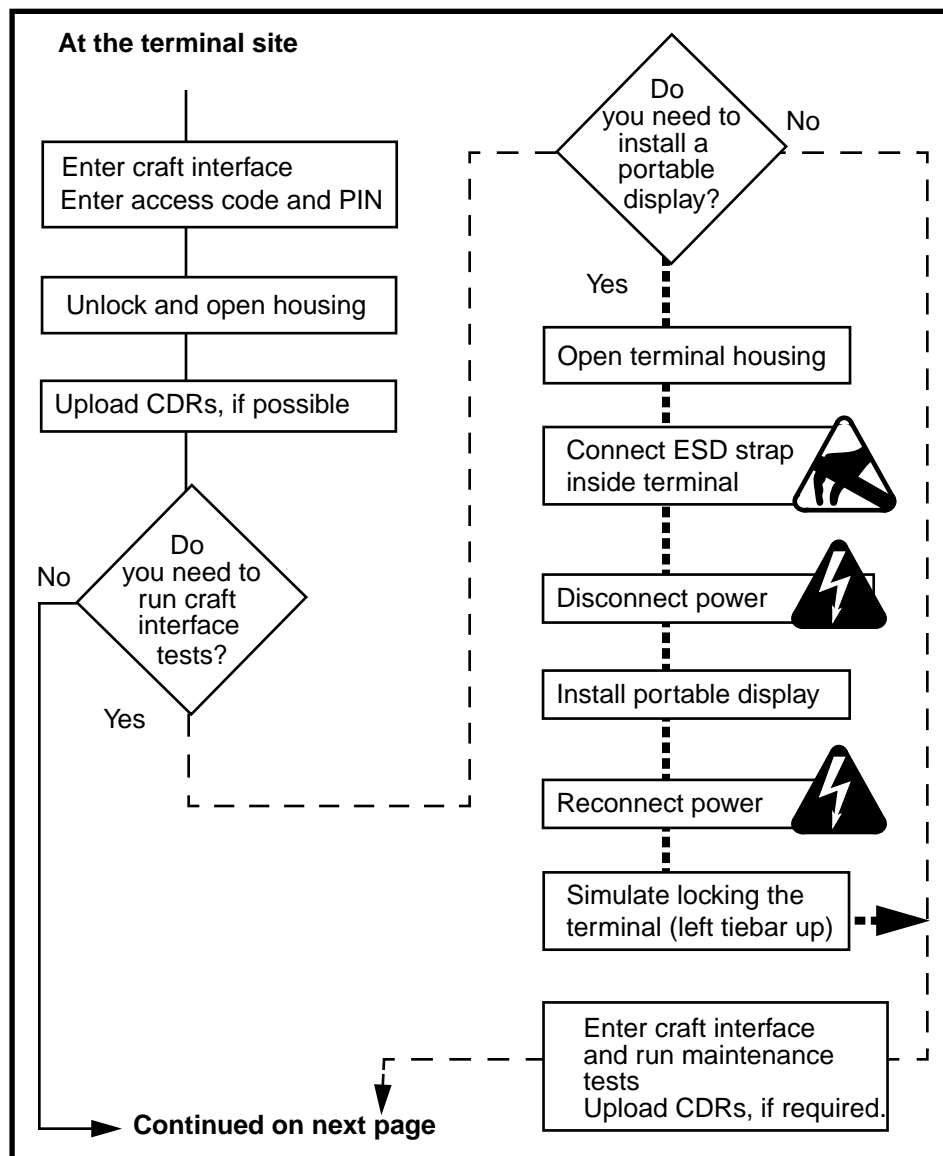 At the terminal site
Enter craft interface
Enter access code and PIN
Unlock and open housing
Upload CDRs, if possible
Do
you need to
run craft
interface
tests?
No
Yes
Do
you need to
install a
portable
display?
No
Yes
Open terminal housing
Connect ESD strap
inside terminal
Disconnect power
Install portable display
Reconnect power
Simulate locking the
terminal (left tiebar up)
Enter craft interface
and run maintenance
tests
Upload CDRs, if required.
Continued on next page